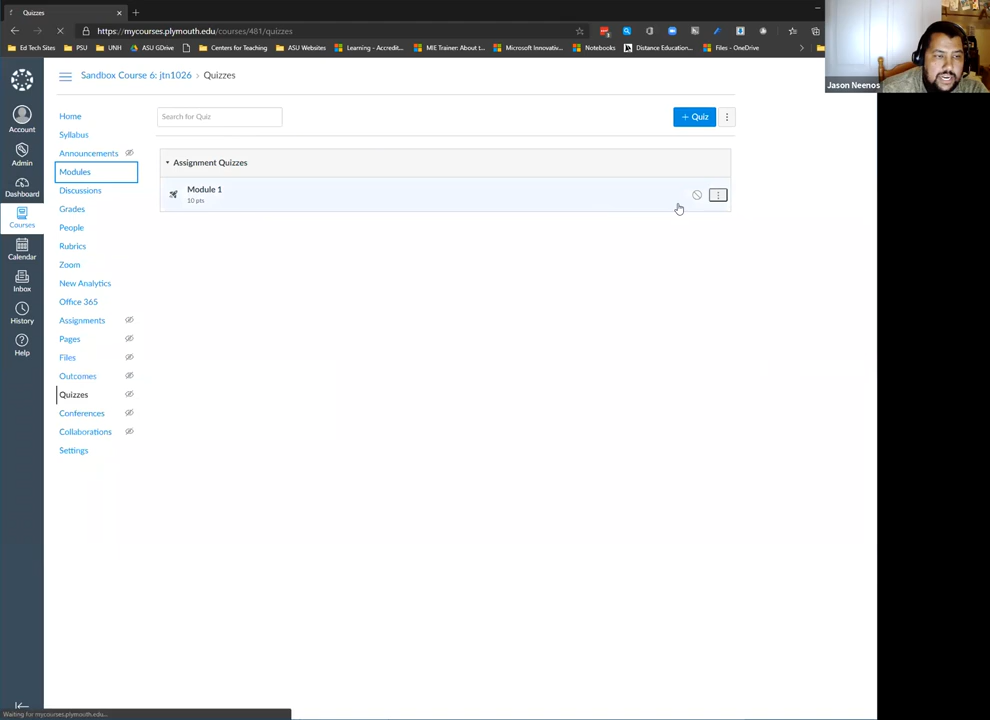 Quizzes
https://mycourses.plymouth.edu/courses/481/quizzes
Ed Tech Sites
PSU
UNH
ASU GDrive
Centers for Teaching
ASU Websites
Learning - Accredit...
MIE Trainer: About t...
Microsoft Innovativ...
Notebooks
Distance Education...
Files - OneDrive
Jason Neenos
Sandbox Course 6: jtn1026 › Quizzes
Account
Admin
Dashboard
Courses
Calendar
Inbox
History
Help
Home
Syllabus
Announcements
Modules
Discussions
Grades
People
Rubrics
Zoom
New Analytics
Office 365
Assignments
Pages
Files
Outcomes
Quizzes
Conferences
Collaborations
Settings
Search for Quiz
+ Quiz
Assignment Quizzes
Module 1
10 pts
Waiting for mycourses.plymouth.edu...